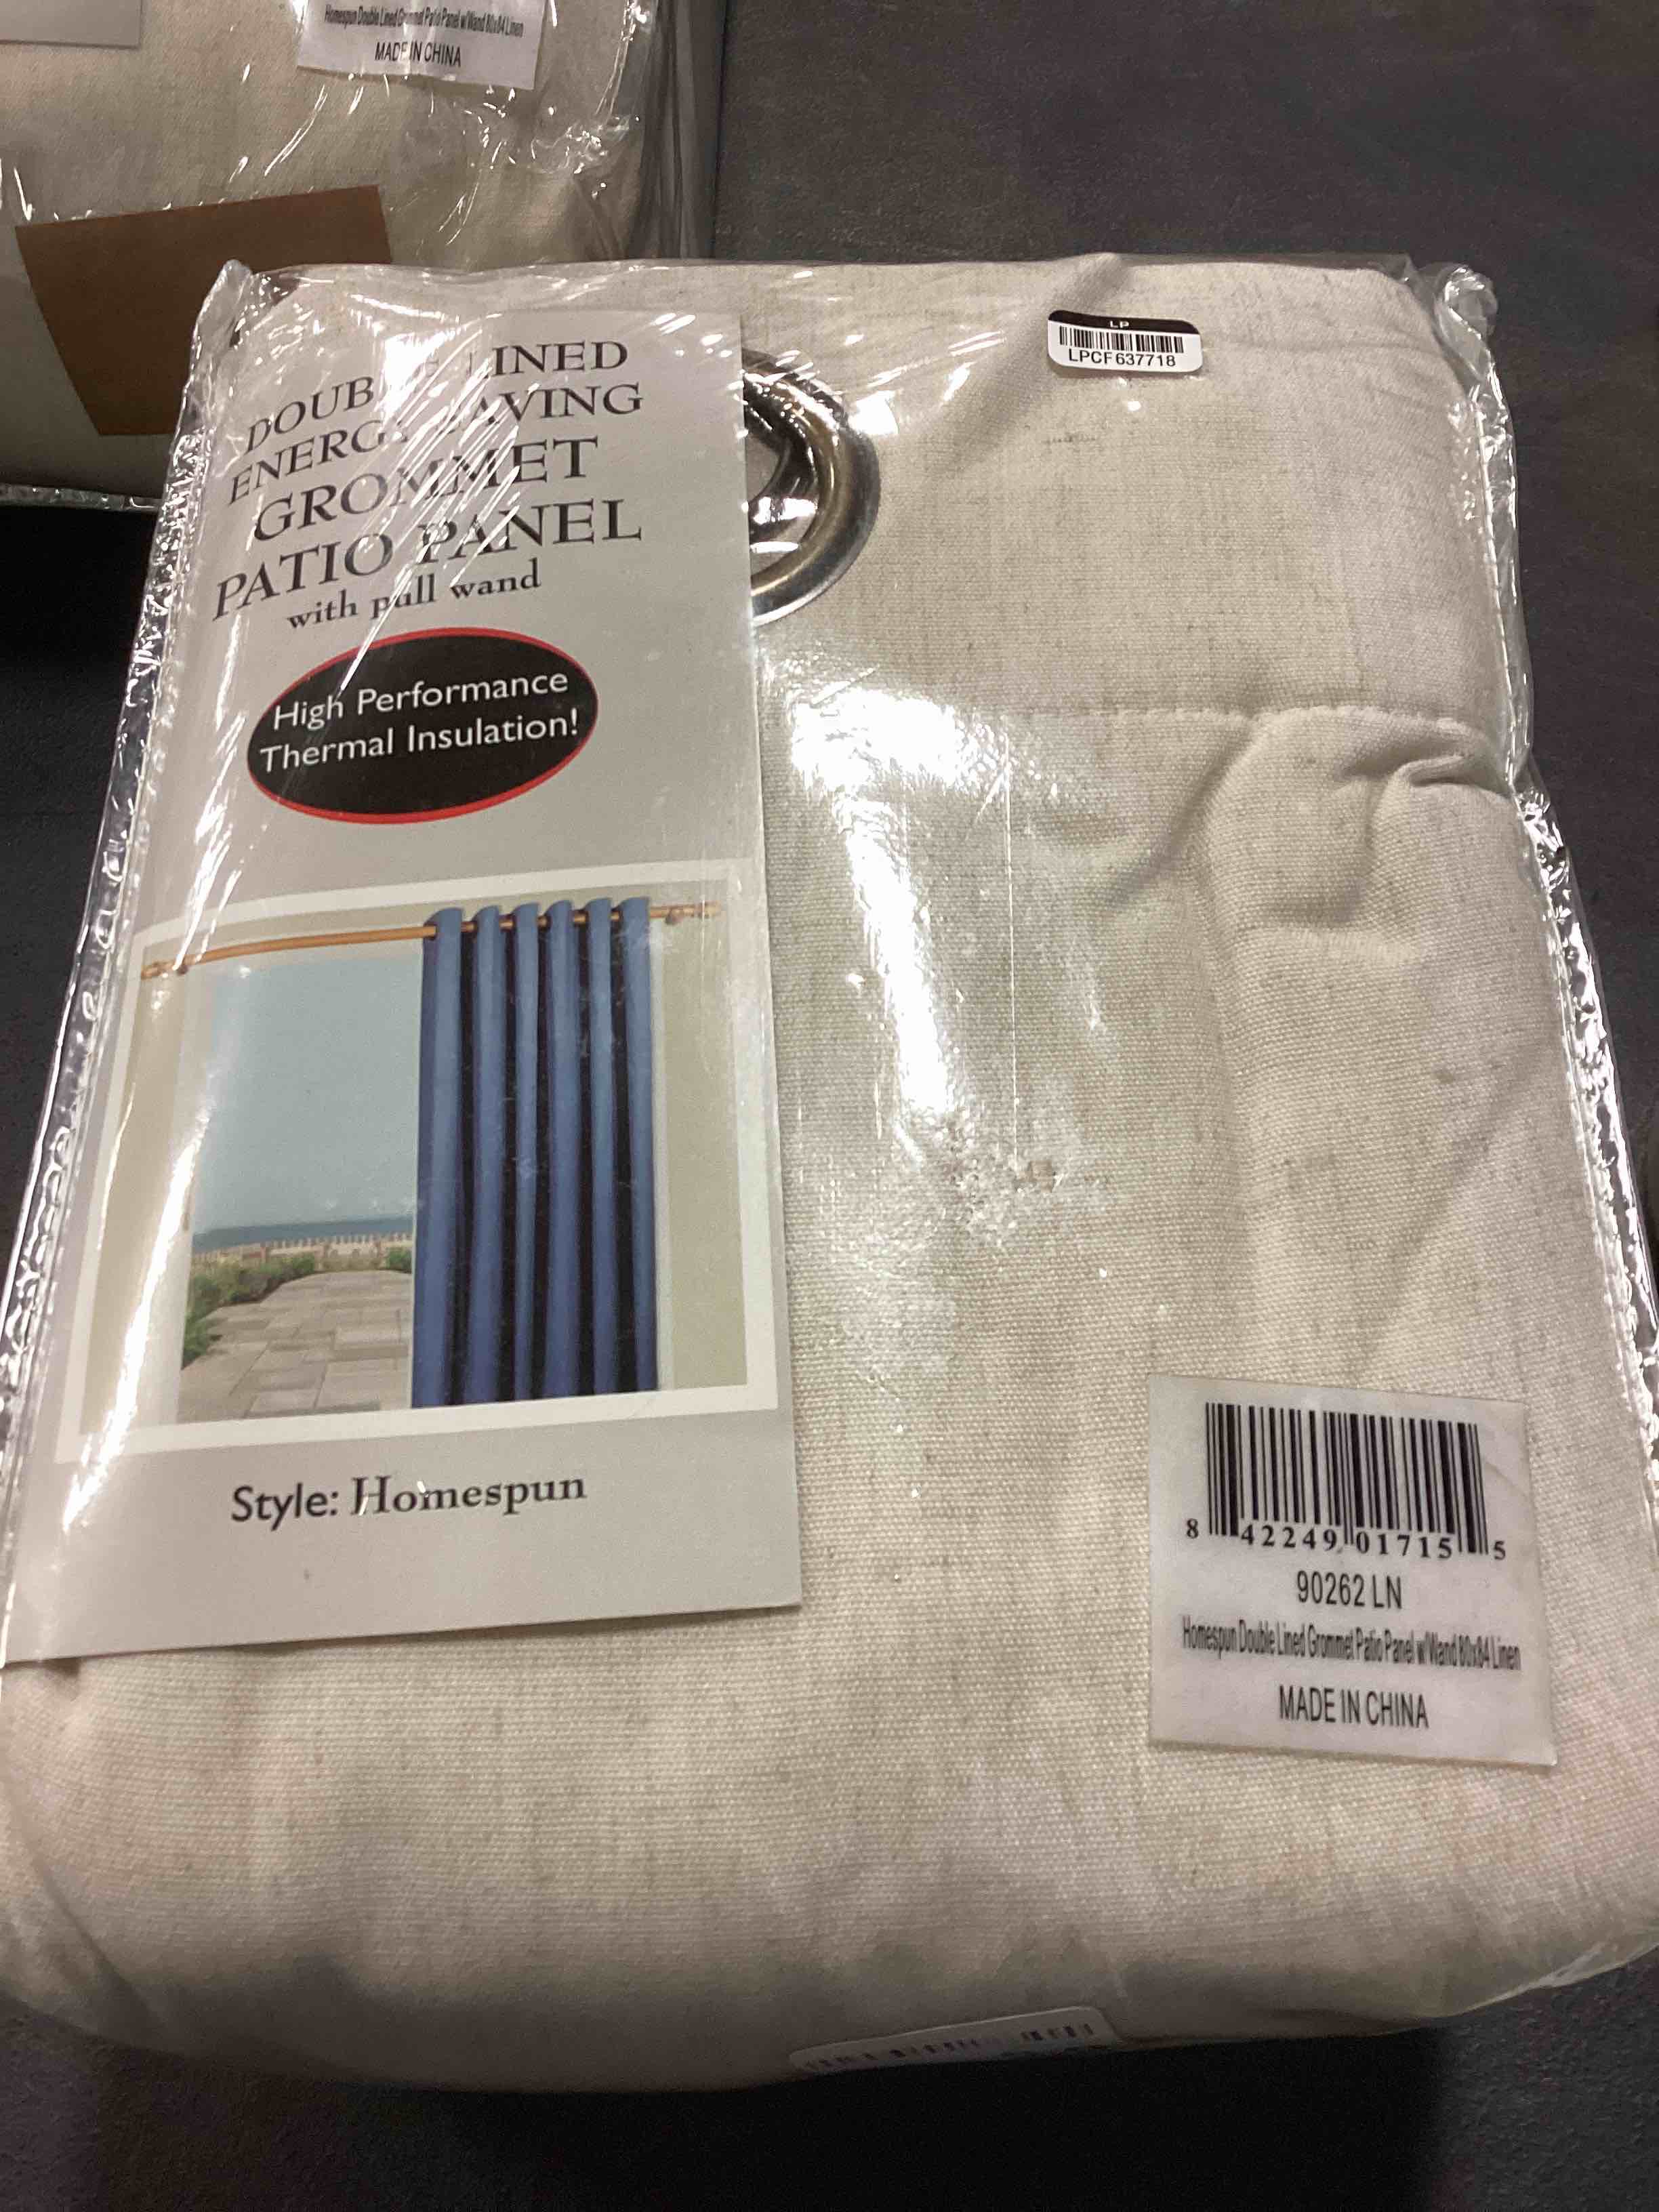 Homespun Double Lined Grommet Patio Panel w/Wand 80x84 Linen
MADE IN CHINA
LP
LPCF637718
DOUBLE LINED
ENERGY SAVING
GROMMET
PATIO PANEL
with pull wand
High Performance
Thermal Insulation!
Style: Homespun
8 42249 01715 5
90262 LN
Homespun Double Lined Grommet Patio Panel w/Wand 80x84 Linen
MADE IN CHINA